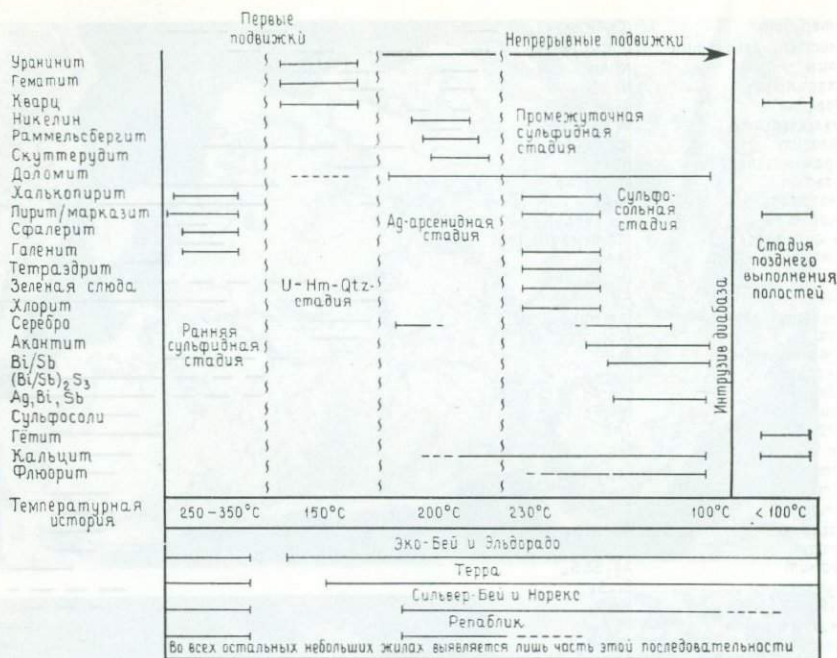 Первые
подвижки
Непрерывные подвижки
Уранинит
Гематит
Кварц
Никелин
Раммельсбергит
Скуттерудит
Доломит
Халькопирит
Пирит/марказит
Сфалерит
Галенит
Тетраэдрит
Зеленая слюда
Хлорит
Серебро
Акантит
Bi/Sb
(Bi/Sb)₂S₃
Ag, Bi, Sb
Сульфосоли
Гётит
Кальцит
Флюорит
Ранняя
сульфидная
стадия
U-Hm-Qtz-
стадия
Ag-арсенидная
стадия
Промежуточная
сульфидная
стадия
Сульфо-
сольная
стадия
Интрузив диабаза
Стадия
позднего
выполнения
полостей
Температурная
история
250-350°С 150°С 200°С 230°С 100°С <100°С
Эко-Бей и Эльдорадо
Терра
Сильвер-Бей и Норекс
Репаблик
Во всех остальных небольших жилах выявляется лишь часть этой последовательности